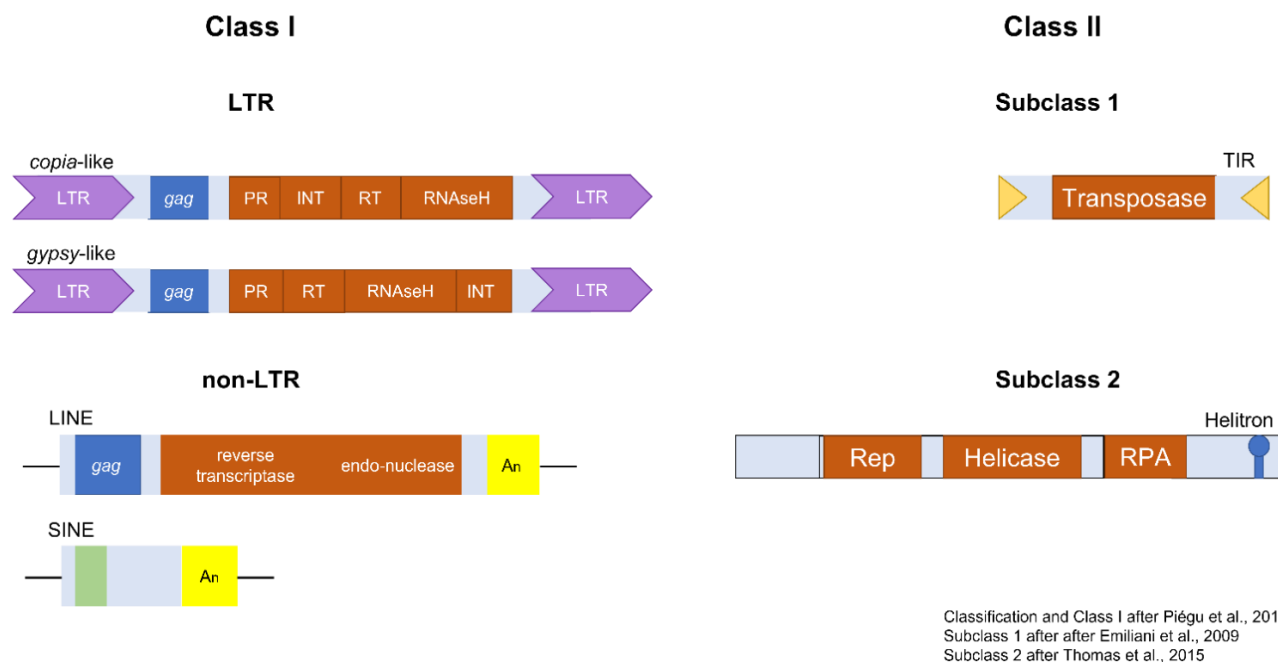 Class I
Class II
LTR
Subclass 1
copia-like
TIR
LTR gag PR INT RT RNAseH LTR
Transposase
gypsy-like
LTR gag PR RT RNAseH INT LTR
non-LTR
Subclass 2
LINE
Helitron
gag reverse transcriptase endo-nuclease An
Rep Helicase RPA
SINE
An
Classification and Class I after Piégu et al., 201
Subclass 1 after after Emiliani et al., 2009
Subclass 2 after Thomas et al., 2015